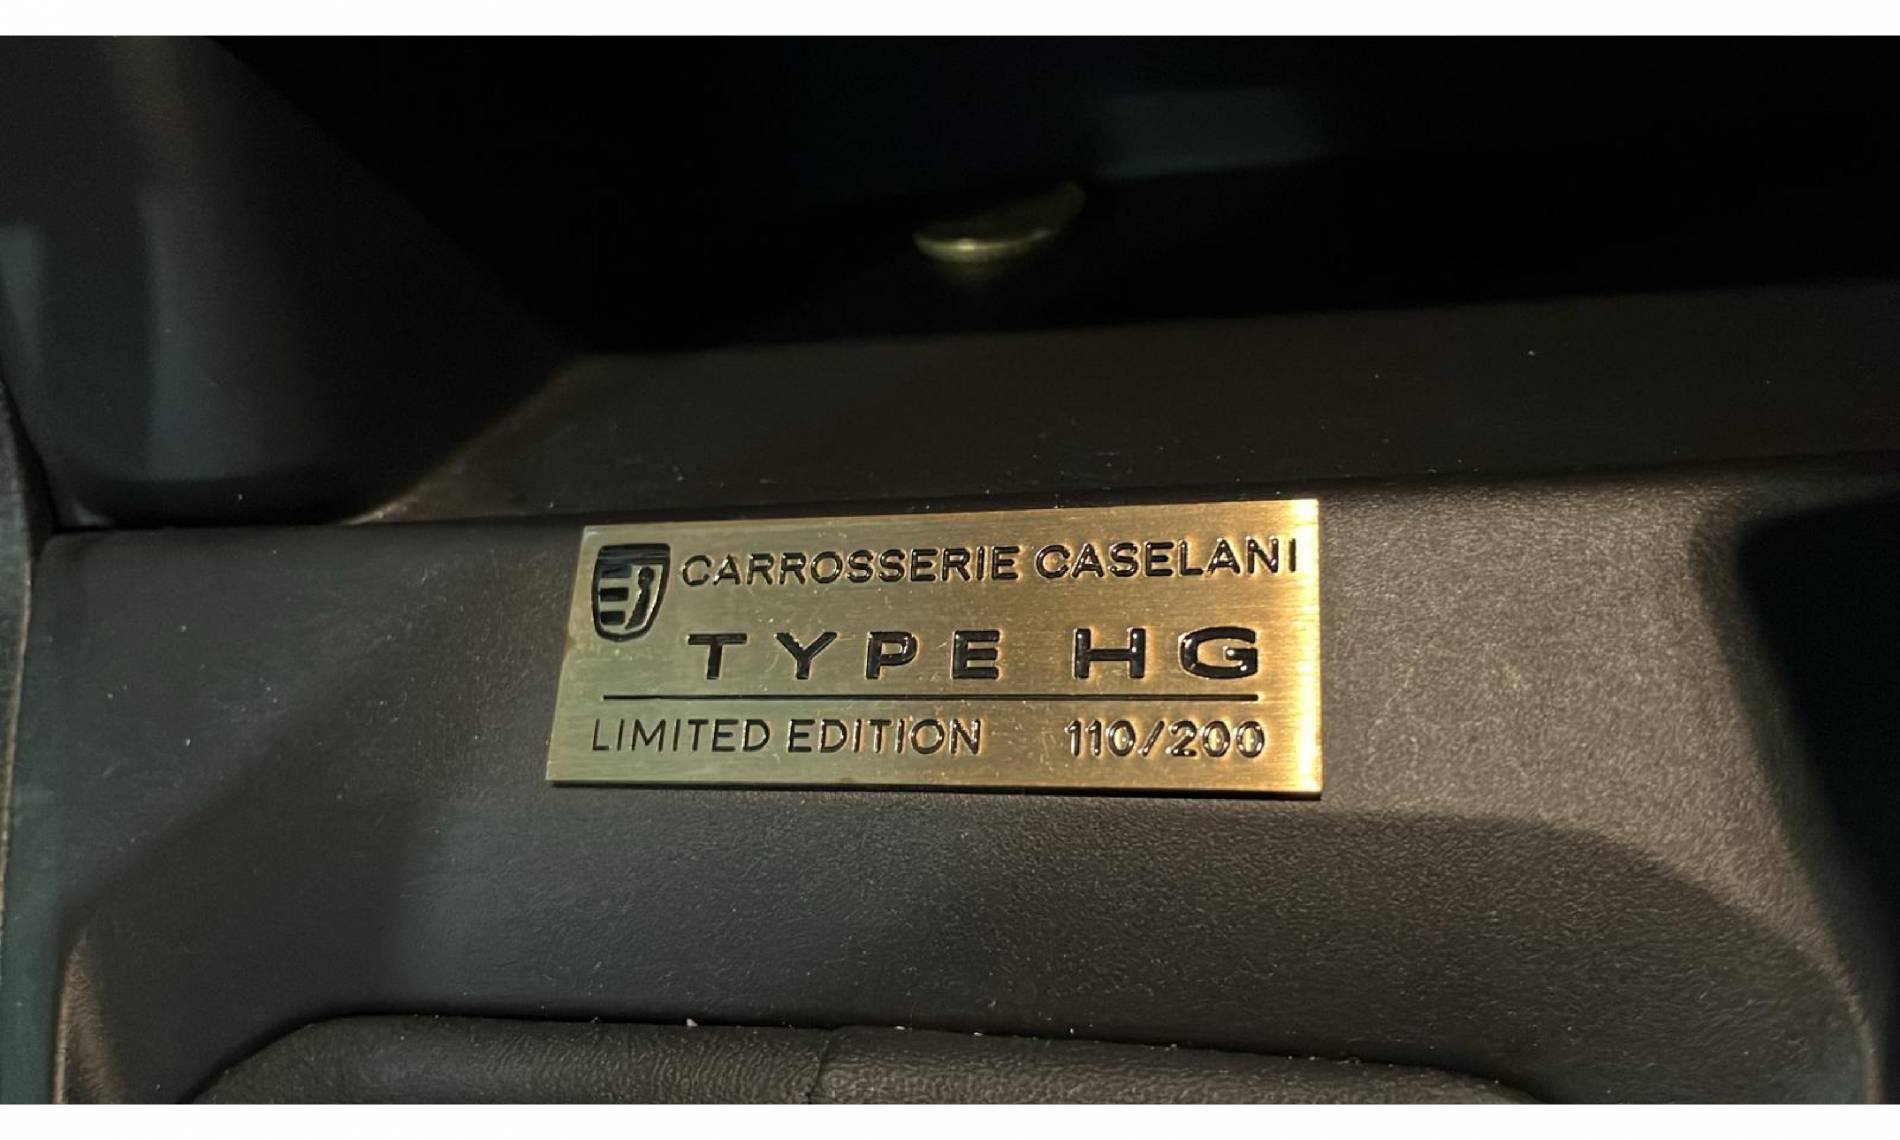 CARROSSERIE CASELANI
TYPE HG
LIMITED EDITION 110/200